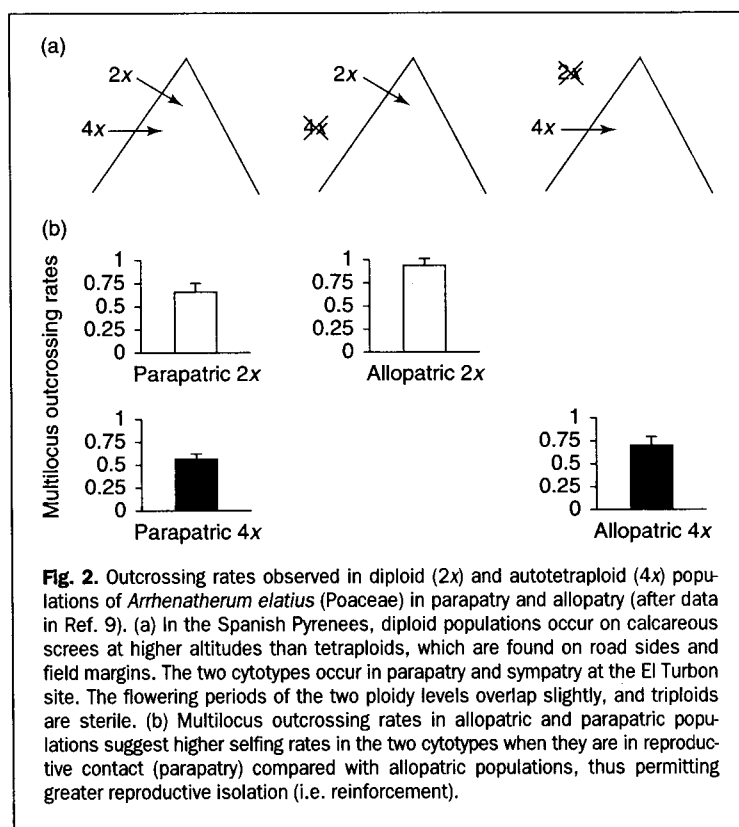 (a)
2x
4x
2x
4x
2x
4x
(b)
Multilocus outcrossing rates
1
0.75
0.5
0.25
0
Parapatric 2x
1
0.75
0.5
0.25
0
Allopatric 2x
1
0.75
0.5
0.25
0
Parapatric 4x
1
0.75
0.5
0.25
0
Allopatric 4x
Fig. 2. Outcrossing rates observed in diploid (2x) and autotetraploid (4x) popu-
lations of Arrhenatherum elatius (Poaceae) in parapatry and allopatry (after data
in Ref. 9). (a) In the Spanish Pyrenees, diploid populations occur on calcareous
screes at higher altitudes than tetraploids, which are found on road sides and
field margins. The two cytotypes occur in parapatry and sympatry at the El Turbon
site. The flowering periods of the two ploidy levels overlap slightly, and triploids
are sterile. (b) Multilocus outcrossing rates in allopatric and parapatric popu-
lations suggest higher selfing rates in the two cytotypes when they are in reproduc-
tive contact (parapatry) compared with allopatric populations, thus permitting
greater reproductive isolation (i.e. reinforcement).